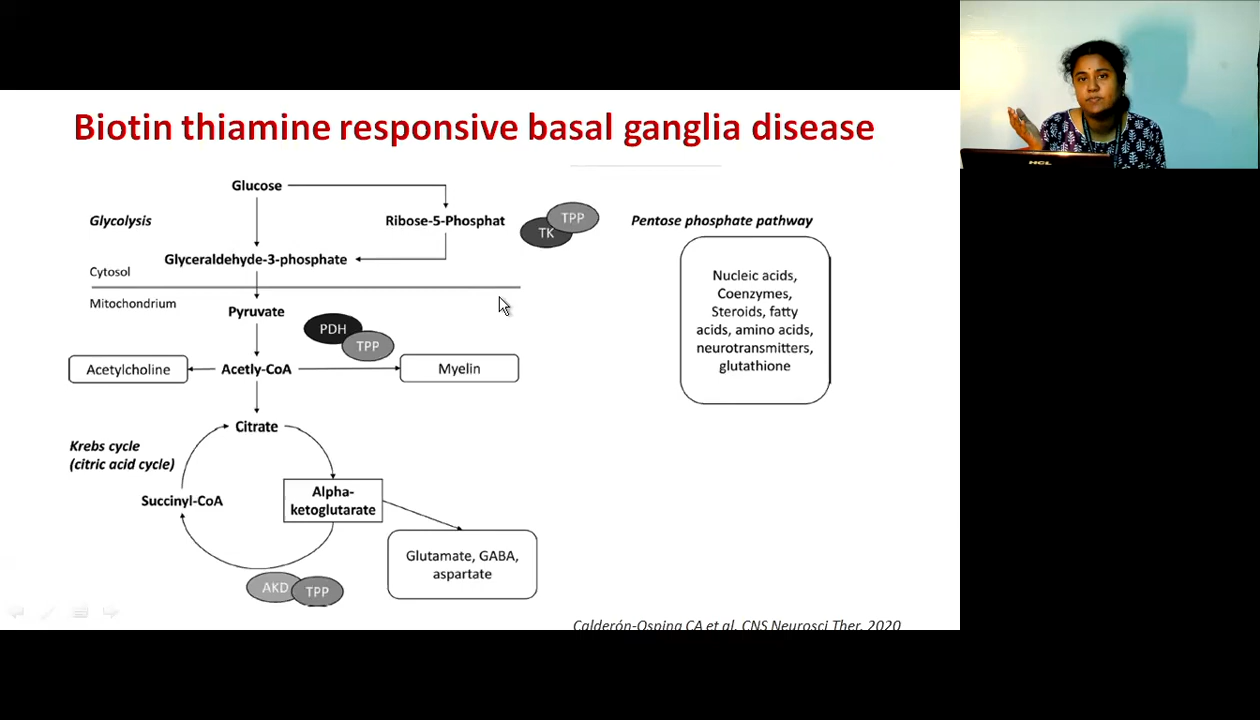 Biotin thiamine responsive basal ganglia disease
Glucose
Glycolysis
Ribose-5-Phosphat
TPP
TK
Pentose phosphate pathway
Glyceraldehyde-3-phosphate
Cytosol
Mitochondrium
Nucleic acids,
Coenzymes,
Steroids, fatty
acids, amino acids,
neurotransmitters,
glutathione
Pyruvate
PDH
TPP
Acetylcholine
Acetly-CoA
Myelin
Citrate
Krebs cycle
(citric acid cycle)
Succinyl-CoA
Alpha-
ketoglutarate
Glutamate, GABA,
aspartate
AKD
TPP
Calderón-Ospina CA et al. CNS Neurosci Ther. 2020
HCL